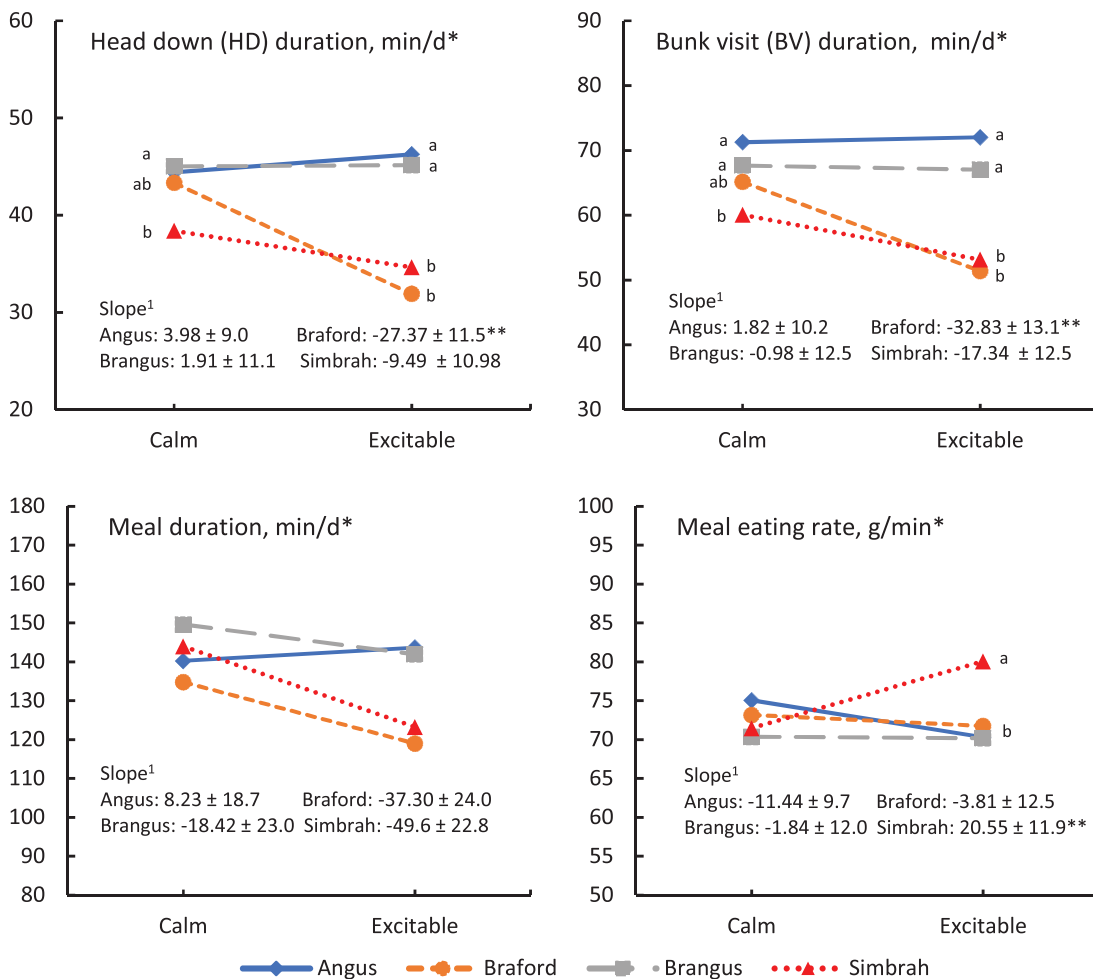 Head down (HD) duration, min/d*
60
50
40
30
20
a
a
a
ab
b
b
b
Slope¹
Angus: 3.98 ± 9.0 Braford: -27.37 ± 11.5**
Brangus: 1.91 ± 11.1 Simbrah: -9.49 ± 10.98
Calm Excitable
Bunk visit (BV) duration, min/d*
90
80
70
60
50
40
30
a
a
a
a
ab
b
b
b
Slope¹
Angus: 1.82 ± 10.2 Braford: -32.83 ± 13.1**
Brangus: -0.98 ± 12.5 Simbrah: -17.34 ± 12.5
Calm Excitable
Meal duration, min/d*
180
170
160
150
140
130
120
110
100
90
80
Slope¹
Angus: 8.23 ± 18.7 Braford: -37.30 ± 24.0
Brangus: -18.42 ± 23.0 Simbrah: -49.6 ± 22.8
Calm Excitable
Meal eating rate, g/min*
100
95
90
85
80
75
70
65
60
55
50
a
b
Slope¹
Angus: -11.44 ± 9.7 Braford: -3.81 ± 12.5
Brangus: -1.84 ± 12.0 Simbrah: 20.55 ± 11.9**
Calm Excitable
Angus Braford Brangus Simbrah